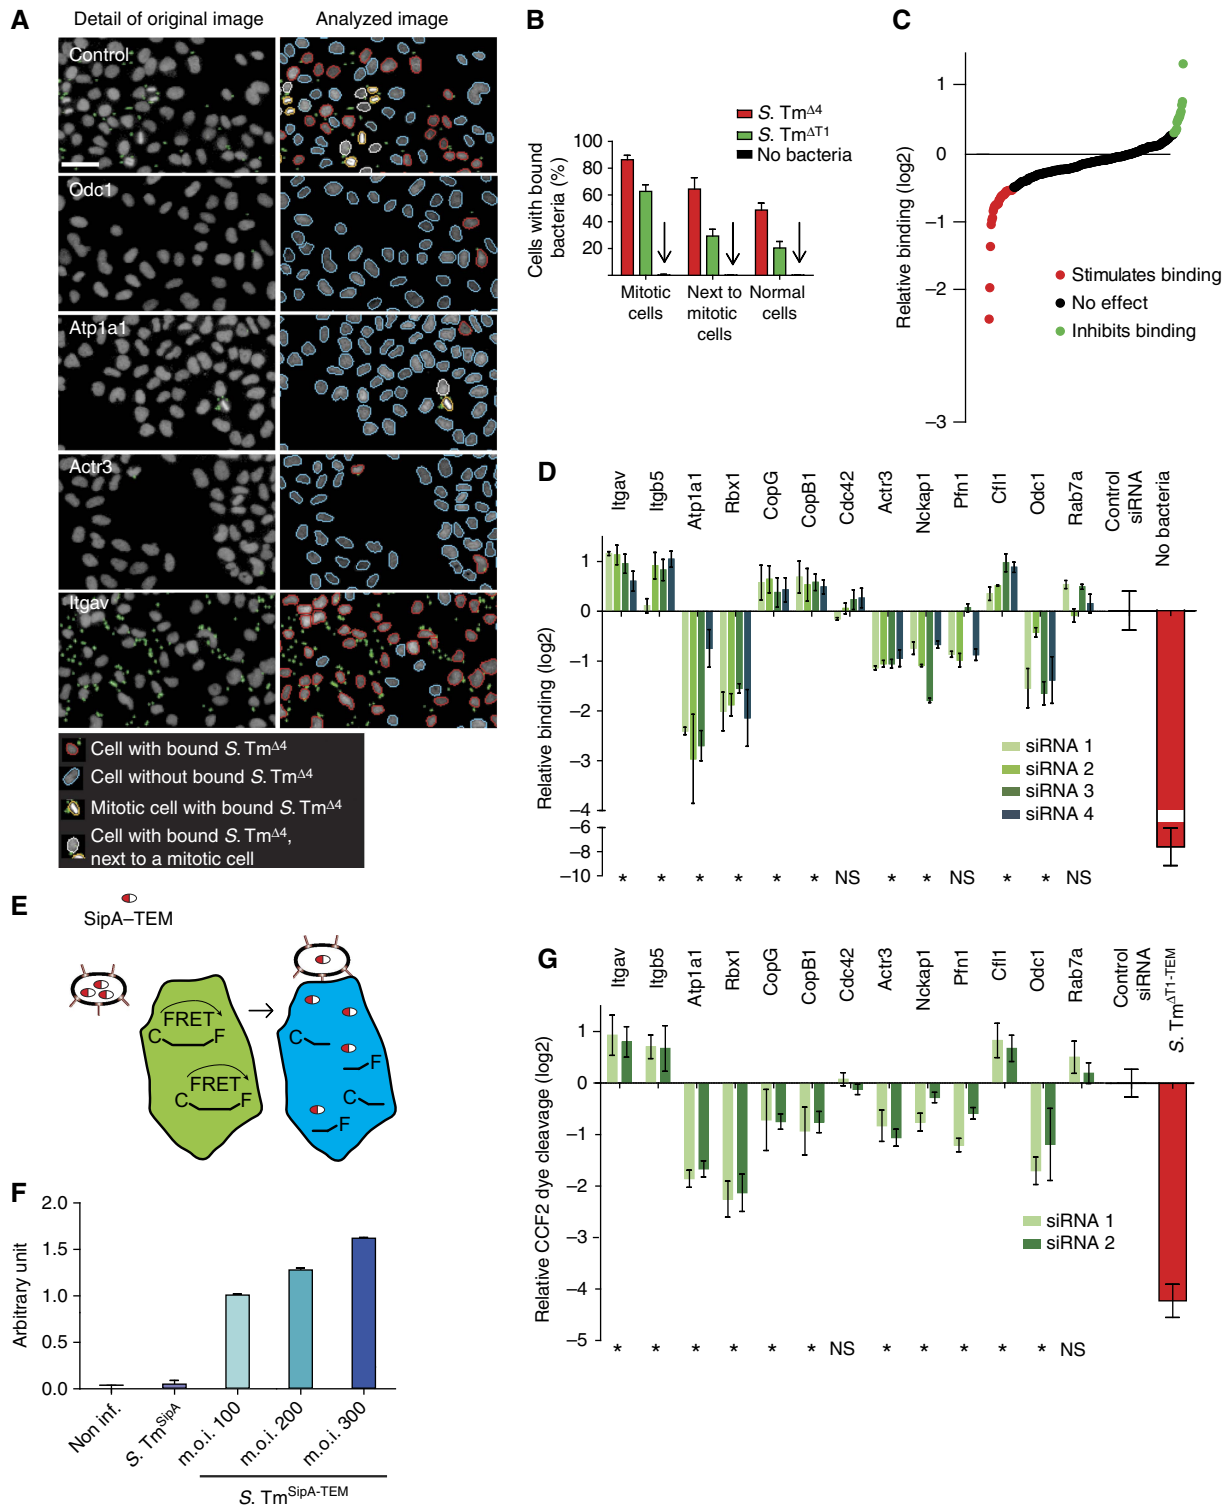 A
Detail of original image
Analyzed image
Control
Odc1
Atp1a1
Actr3
Itgav
Cell with bound S. TmΔ4
Cell without bound S. TmΔ4
Mitotic cell with bound S. TmΔ4
Cell with bound S. TmΔ4,
next to a mitotic cell
B
S. TmΔ4
S. TmΔT1
No bacteria
Cells with bound
bacteria (%)
100
80
60
40
20
Mitotic
cells
Next to
mitotic
cells
Normal
cells
C
Relative binding (log2)
1
0
−1
−2
−3
Stimulates binding
No effect
Inhibits binding
D
Itgav
Itgb5
Atp1a1
Rbx1
CopG
CopB1
Cdc42
Actr3
Nckap1
Pfn1
Cfl1
Odc1
Rab7a
Control
siRNA
No bacteria
Relative binding (log2)
1
0
−1
−2
−3
−4
−6
−8
−10
siRNA 1
siRNA 2
siRNA 3
siRNA 4
* * * * * * NS * * NS * * NS
E
SipA–TEM
FRET
C F
FRET
C F
C
F
C
F
F
Arbitrary unit
2.0
1.5
1.0
0.5
0.0
Non inf.
S. TmSipA
m.o.i. 100
m.o.i. 200
m.o.i. 300
S. TmSipA-TEM
G
Itgav
Itgb5
Atp1a1
Rbx1
CopG
CopB1
Cdc42
Actr3
Nckap1
Pfn1
Cfl1
Odc1
Rab7a
Control
siRNA
S. TmΔT1-TEM
Relative CCF2 dye cleavage (log2)
1
0
−1
−2
−3
−4
−5
siRNA 1
siRNA 2
* * * * * * NS * * * * * NS